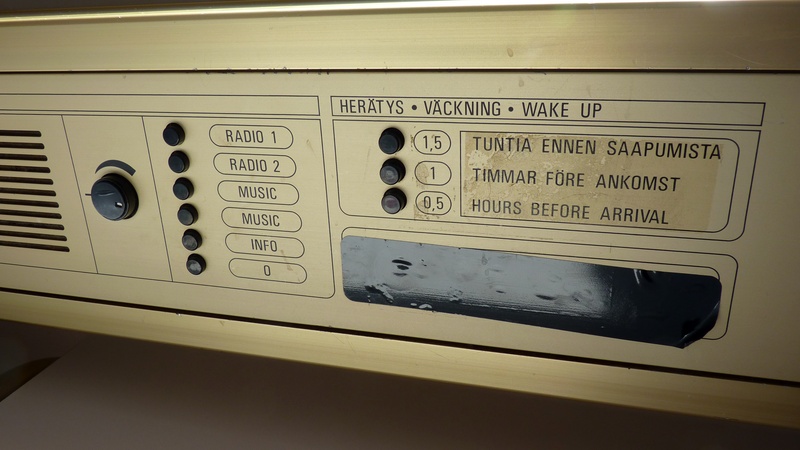 RADIO 1
RADIO 2
MUSIC
MUSIC
INFO
0
HERÄTYS • VÄCKNING • WAKE UP
1,5
1
0,5
TUNTIA ENNEN SAAPUMISTA
TIMMAR FÖRE ANKOMST
HOURS BEFORE ARRIVAL